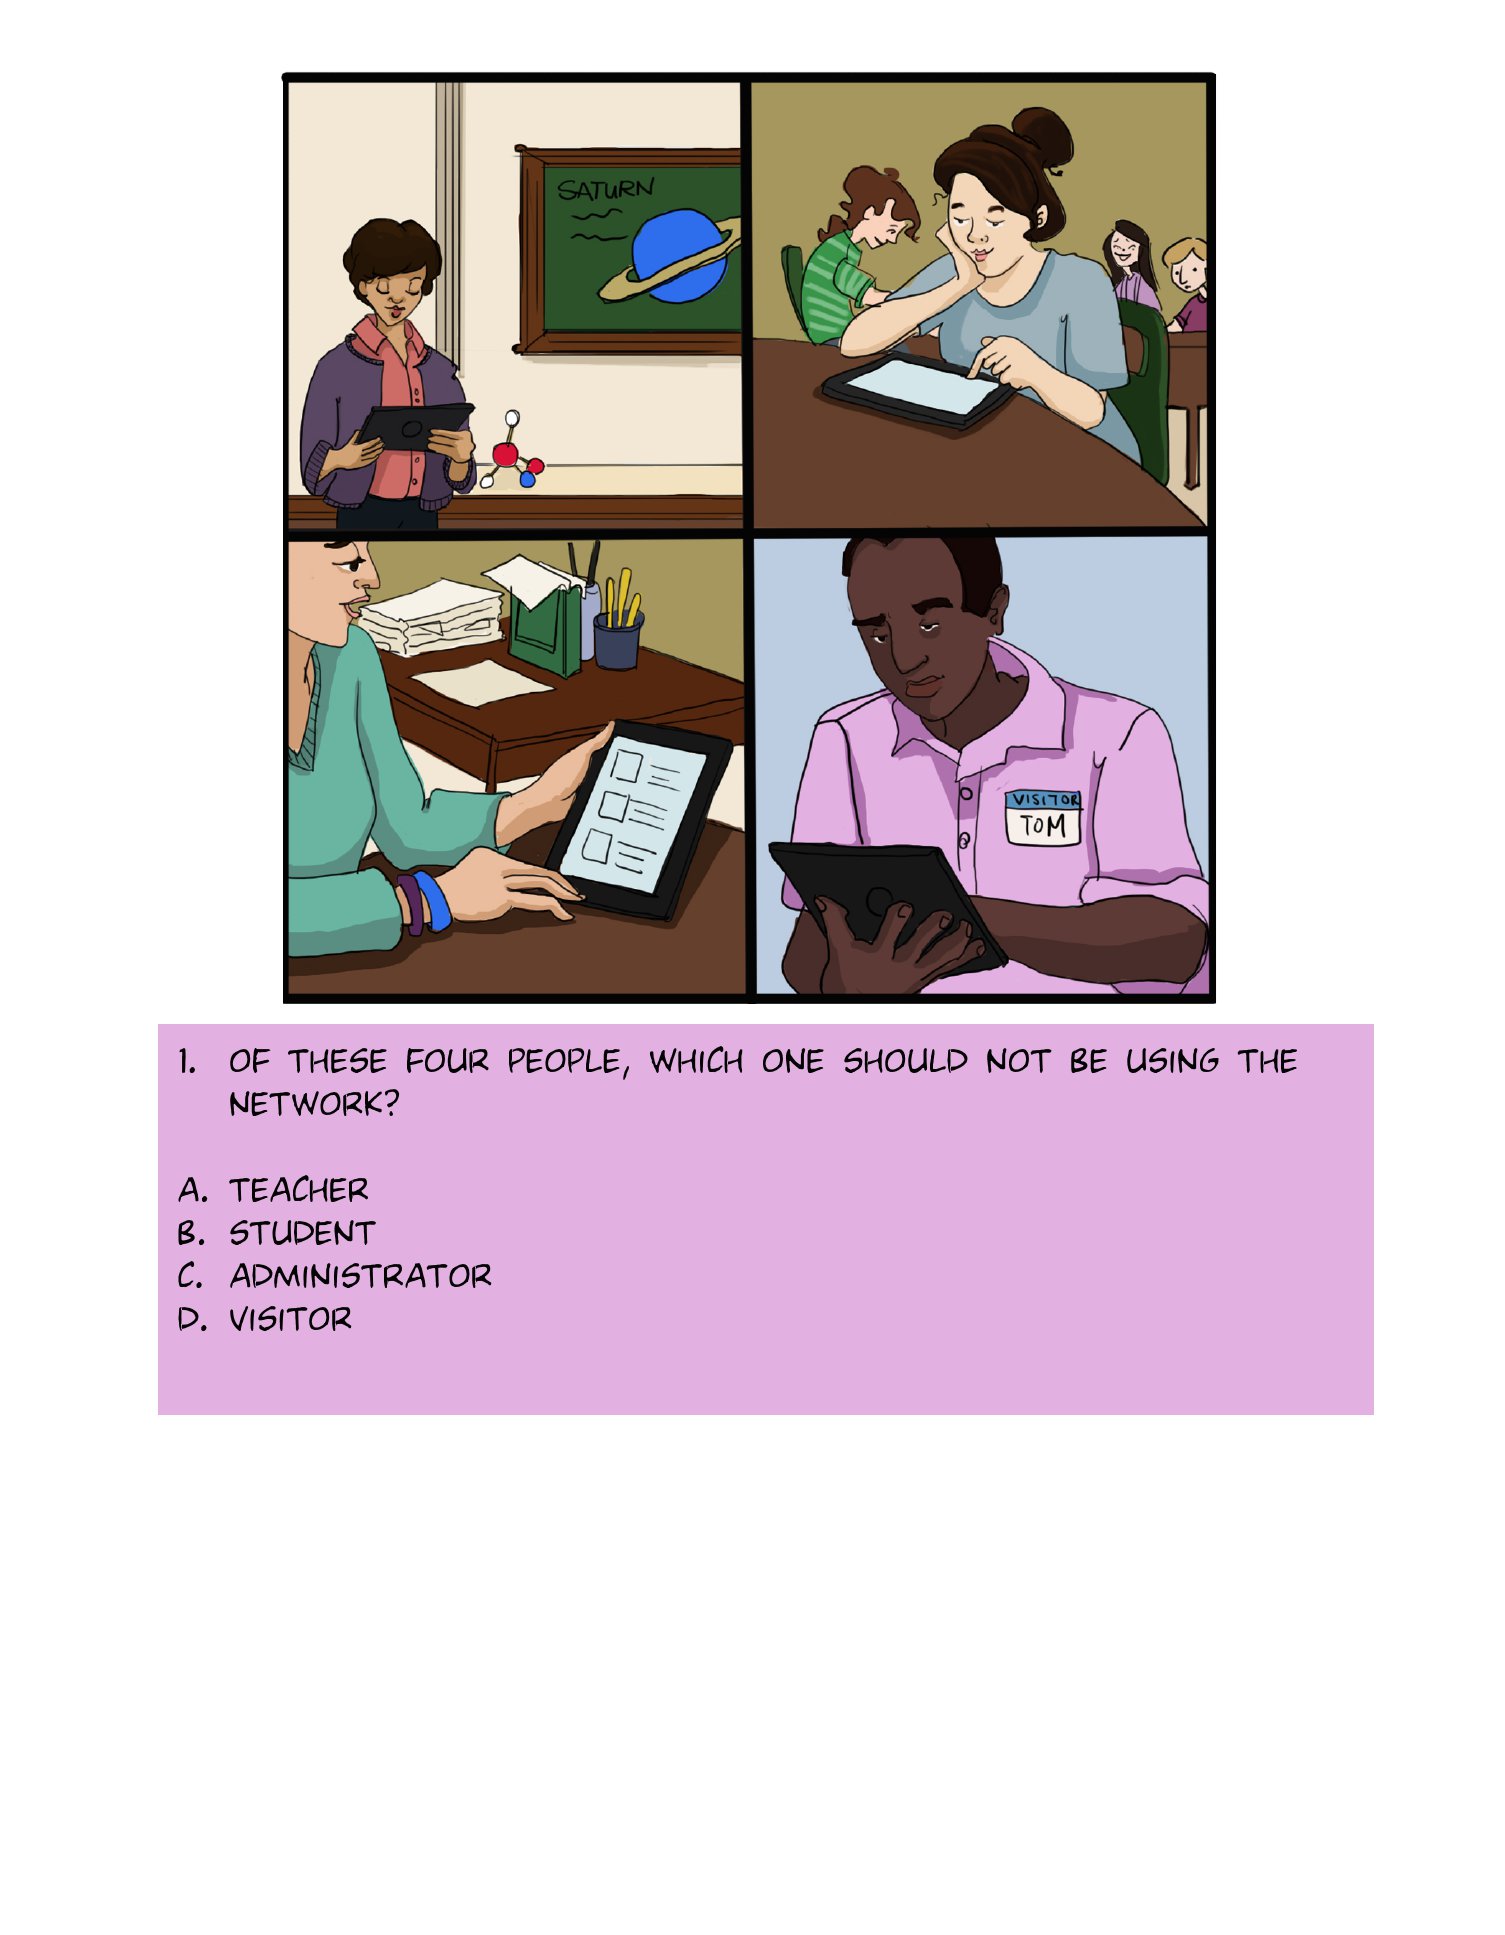 SATURN
VISITOR
TOM
1. OF THESE FOUR PEOPLE, WHICH ONE SHOULD NOT BE USING THE
NETWORK?
A. TEACHER
B. STUDENT
C. ADMINISTRATOR
D. VISITOR